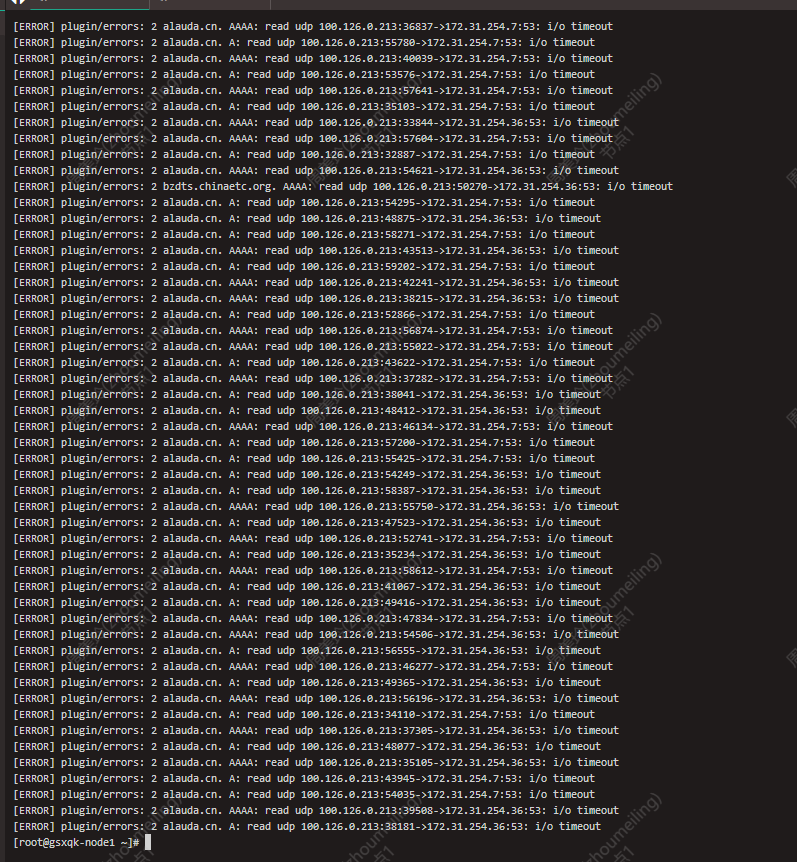 [ERROR] plugin/errors: 2 alauda.cn. AAAA: read udp 100.126.0.213:36837->172.31.254.7:53: i/o timeout
[ERROR] plugin/errors: 2 alauda.cn. A: read udp 100.126.0.213:55780->172.31.254.7:53: i/o timeout
[ERROR] plugin/errors: 2 alauda.cn. AAAA: read udp 100.126.0.213:40039->172.31.254.7:53: i/o timeout
[ERROR] plugin/errors: 2 alauda.cn. A: read udp 100.126.0.213:53576->172.31.254.7:53: i/o timeout
[ERROR] plugin/errors: 2 alauda.cn. AAAA: read udp 100.126.0.213:57641->172.31.254.7:53: i/o timeout
[ERROR] plugin/errors: 2 alauda.cn. A: read udp 100.126.0.213:35103->172.31.254.7:53: i/o timeout
[ERROR] plugin/errors: 2 alauda.cn. AAAA: read udp 100.126.0.213:33844->172.31.254.36:53: i/o timeout
[ERROR] plugin/errors: 2 alauda.cn. AAAA: read udp 100.126.0.213:57604->172.31.254.7:53: i/o timeout
[ERROR] plugin/errors: 2 alauda.cn. A: read udp 100.126.0.213:32887->172.31.254.7:53: i/o timeout
[ERROR] plugin/errors: 2 alauda.cn. AAAA: read udp 100.126.0.213:54621->172.31.254.36:53: i/o timeout
[ERROR] plugin/errors: 2 bzdts.chinaetc.org. AAAA: read udp 100.126.0.213:50270->172.31.254.36:53: i/o timeout
[ERROR] plugin/errors: 2 alauda.cn. A: read udp 100.126.0.213:54295->172.31.254.7:53: i/o timeout
[ERROR] plugin/errors: 2 alauda.cn. A: read udp 100.126.0.213:48875->172.31.254.36:53: i/o timeout
[ERROR] plugin/errors: 2 alauda.cn. A: read udp 100.126.0.213:58271->172.31.254.7:53: i/o timeout
[ERROR] plugin/errors: 2 alauda.cn. AAAA: read udp 100.126.0.213:43513->172.31.254.36:53: i/o timeout
[ERROR] plugin/errors: 2 alauda.cn. A: read udp 100.126.0.213:59202->172.31.254.7:53: i/o timeout
[ERROR] plugin/errors: 2 alauda.cn. AAAA: read udp 100.126.0.213:42241->172.31.254.36:53: i/o timeout
[ERROR] plugin/errors: 2 alauda.cn. AAAA: read udp 100.126.0.213:38215->172.31.254.36:53: i/o timeout
[ERROR] plugin/errors: 2 alauda.cn. A: read udp 100.126.0.213:52866->172.31.254.7:53: i/o timeout
[ERROR] plugin/errors: 2 alauda.cn. AAAA: read udp 100.126.0.213:56874->172.31.254.7:53: i/o timeout
[ERROR] plugin/errors: 2 alauda.cn. AAAA: read udp 100.126.0.213:55022->172.31.254.7:53: i/o timeout
[ERROR] plugin/errors: 2 alauda.cn. A: read udp 100.126.0.213:43622->172.31.254.7:53: i/o timeout
[ERROR] plugin/errors: 2 alauda.cn. AAAA: read udp 100.126.0.213:37282->172.31.254.7:53: i/o timeout
[ERROR] plugin/errors: 2 alauda.cn. A: read udp 100.126.0.213:38041->172.31.254.36:53: i/o timeout
[ERROR] plugin/errors: 2 alauda.cn. A: read udp 100.126.0.213:48412->172.31.254.36:53: i/o timeout
[ERROR] plugin/errors: 2 alauda.cn. AAAA: read udp 100.126.0.213:46134->172.31.254.7:53: i/o timeout
[ERROR] plugin/errors: 2 alauda.cn. A: read udp 100.126.0.213:57200->172.31.254.7:53: i/o timeout
[ERROR] plugin/errors: 2 alauda.cn. A: read udp 100.126.0.213:55425->172.31.254.7:53: i/o timeout
[ERROR] plugin/errors: 2 alauda.cn. A: read udp 100.126.0.213:54249->172.31.254.36:53: i/o timeout
[ERROR] plugin/errors: 2 alauda.cn. A: read udp 100.126.0.213:58387->172.31.254.36:53: i/o timeout
[ERROR] plugin/errors: 2 alauda.cn. AAAA: read udp 100.126.0.213:55750->172.31.254.36:53: i/o timeout
[ERROR] plugin/errors: 2 alauda.cn. A: read udp 100.126.0.213:47523->172.31.254.36:53: i/o timeout
[ERROR] plugin/errors: 2 alauda.cn. AAAA: read udp 100.126.0.213:52741->172.31.254.7:53: i/o timeout
[ERROR] plugin/errors: 2 alauda.cn. A: read udp 100.126.0.213:35234->172.31.254.36:53: i/o timeout
[ERROR] plugin/errors: 2 alauda.cn. AAAA: read udp 100.126.0.213:58612->172.31.254.7:53: i/o timeout
[ERROR] plugin/errors: 2 alauda.cn. A: read udp 100.126.0.213:41067->172.31.254.36:53: i/o timeout
[ERROR] plugin/errors: 2 alauda.cn. A: read udp 100.126.0.213:49416->172.31.254.36:53: i/o timeout
[ERROR] plugin/errors: 2 alauda.cn. AAAA: read udp 100.126.0.213:47834->172.31.254.7:53: i/o timeout
[ERROR] plugin/errors: 2 alauda.cn. AAAA: read udp 100.126.0.213:54506->172.31.254.36:53: i/o timeout
[ERROR] plugin/errors: 2 alauda.cn. A: read udp 100.126.0.213:56555->172.31.254.36:53: i/o timeout
[ERROR] plugin/errors: 2 alauda.cn. AAAA: read udp 100.126.0.213:46277->172.31.254.7:53: i/o timeout
[ERROR] plugin/errors: 2 alauda.cn. A: read udp 100.126.0.213:49365->172.31.254.36:53: i/o timeout
[ERROR] plugin/errors: 2 alauda.cn. AAAA: read udp 100.126.0.213:56196->172.31.254.36:53: i/o timeout
[ERROR] plugin/errors: 2 alauda.cn. A: read udp 100.126.0.213:34110->172.31.254.7:53: i/o timeout
[ERROR] plugin/errors: 2 alauda.cn. AAAA: read udp 100.126.0.213:37305->172.31.254.36:53: i/o timeout
[ERROR] plugin/errors: 2 alauda.cn. A: read udp 100.126.0.213:48077->172.31.254.36:53: i/o timeout
[ERROR] plugin/errors: 2 alauda.cn. AAAA: read udp 100.126.0.213:35105->172.31.254.36:53: i/o timeout
[ERROR] plugin/errors: 2 alauda.cn. A: read udp 100.126.0.213:43945->172.31.254.7:53: i/o timeout
[ERROR] plugin/errors: 2 alauda.cn. A: read udp 100.126.0.213:54035->172.31.254.7:53: i/o timeout
[ERROR] plugin/errors: 2 alauda.cn. AAAA: read udp 100.126.0.213:39508->172.31.254.36:53: i/o timeout
[ERROR] plugin/errors: 2 alauda.cn. A: read udp 100.126.0.213:38181->172.31.254.36:53: i/o timeout
[root@gsxqk-node1 ~]#